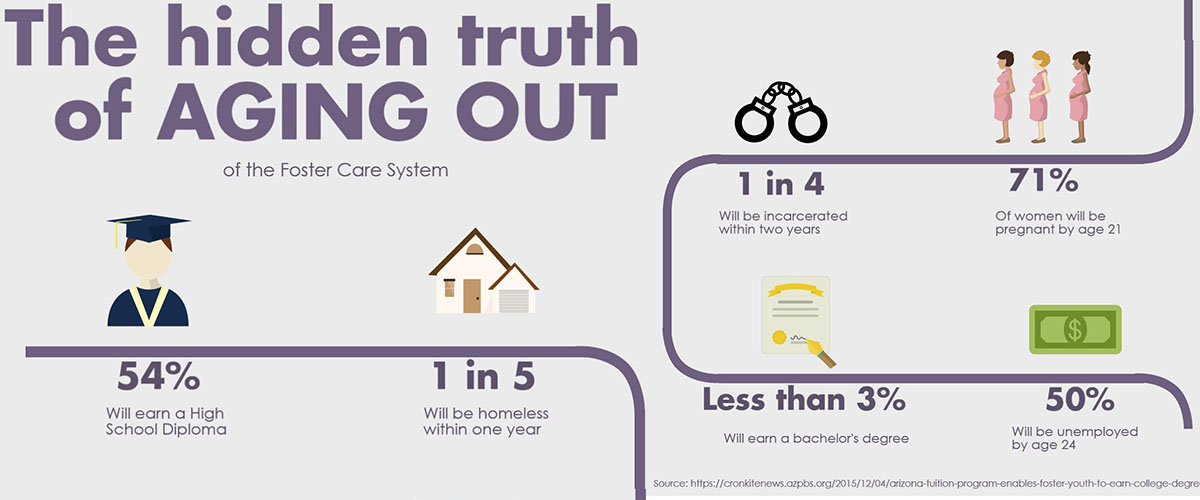 The hidden truth
of AGING OUT
of the Foster Care System
54%
Will earn a High
School Diploma
1 in 5
Will be homeless
within one year
1 in 4
Will be incarcerated
within two years
71%
Of women will be
pregnant by age 21
Less than 3%
Will earn a bachelor's degree
50%
Will be unemployed
by age 24
$
Source: https://cronkitenews.azpbs.org/2015/12/04/arizona-tuition-program-enables-foster-youth-to-earn-college-degre